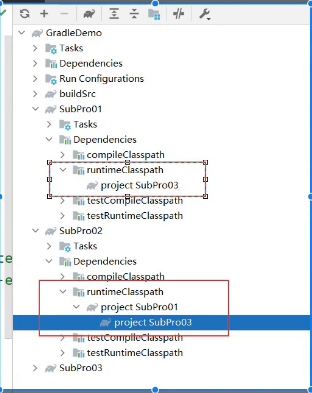 GradleDemo
Tasks
Dependencies
Run Configurations
buildSrc
SubPro01
Tasks
Dependencies
compileClasspath
runtimeClasspath
project SubPro03
testCompileClasspath
testRuntimeClasspath
SubPro02
Tasks
Dependencies
compileClasspath
runtimeClasspath
project SubPro01
project SubPro03
testCompileClasspath
testRuntimeClasspath
SubPro03